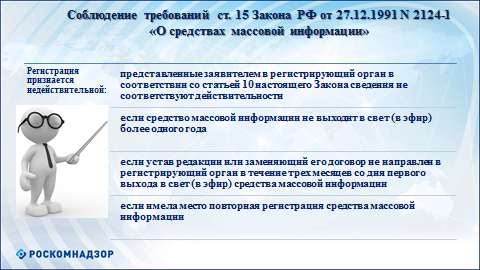 Соблюдение требований ст. 15 Закона РФ от 27.12.1991 N 2124-1
«О средствах массовой информации»
Регистрация
признается
недействительной:
представленные заявителем в регистрирующий орган в
соответствии со статьей 10 настоящего Закона сведения не
соответствуют действительности
если средство массовой информации не выходит в свет (в эфир)
более одного года
если устав редакции или заменяющий его договор не направлен в
регистрирующий орган в течение трех месяцев со дня первого
выхода в свет (в эфир) средства массовой информации
если имела место повторная регистрация средства массовой
информации
РОСКОМНАДЗОР